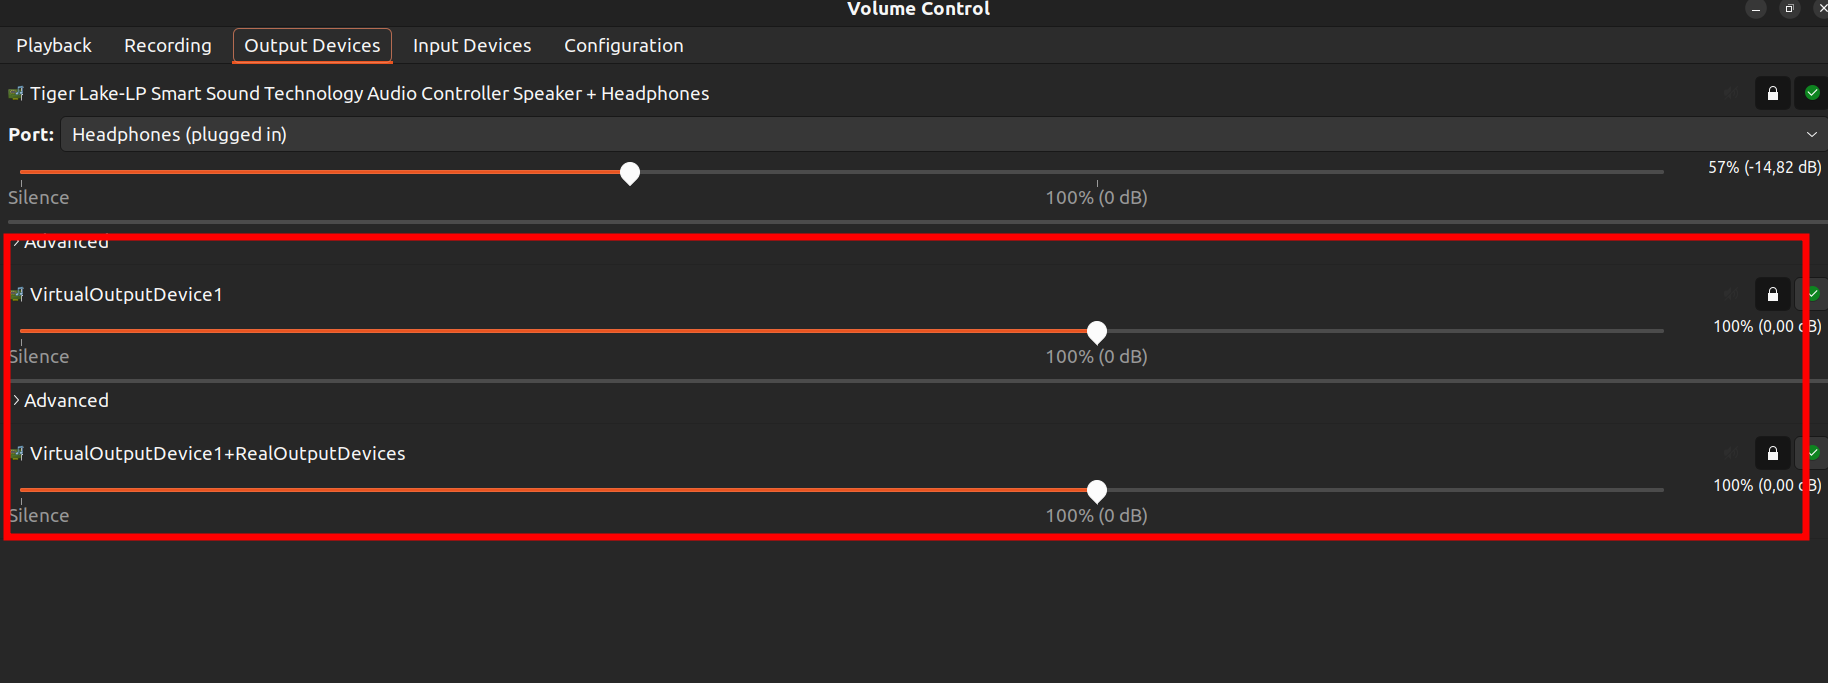 Volume Control
Playback Recording Output Devices Input Devices Configuration
Tiger Lake-LP Smart Sound Technology Audio Controller Speaker + Headphones
Port: Headphones (plugged in)
57% (-14,82 dB)
Silence 100% (0 dB)
Advanced
VirtualOutputDevice1
100% (0,00 dB)
Silence 100% (0 dB)
Advanced
VirtualOutputDevice1+RealOutputDevices
100% (0,00 dB)
Silence 100% (0 dB)